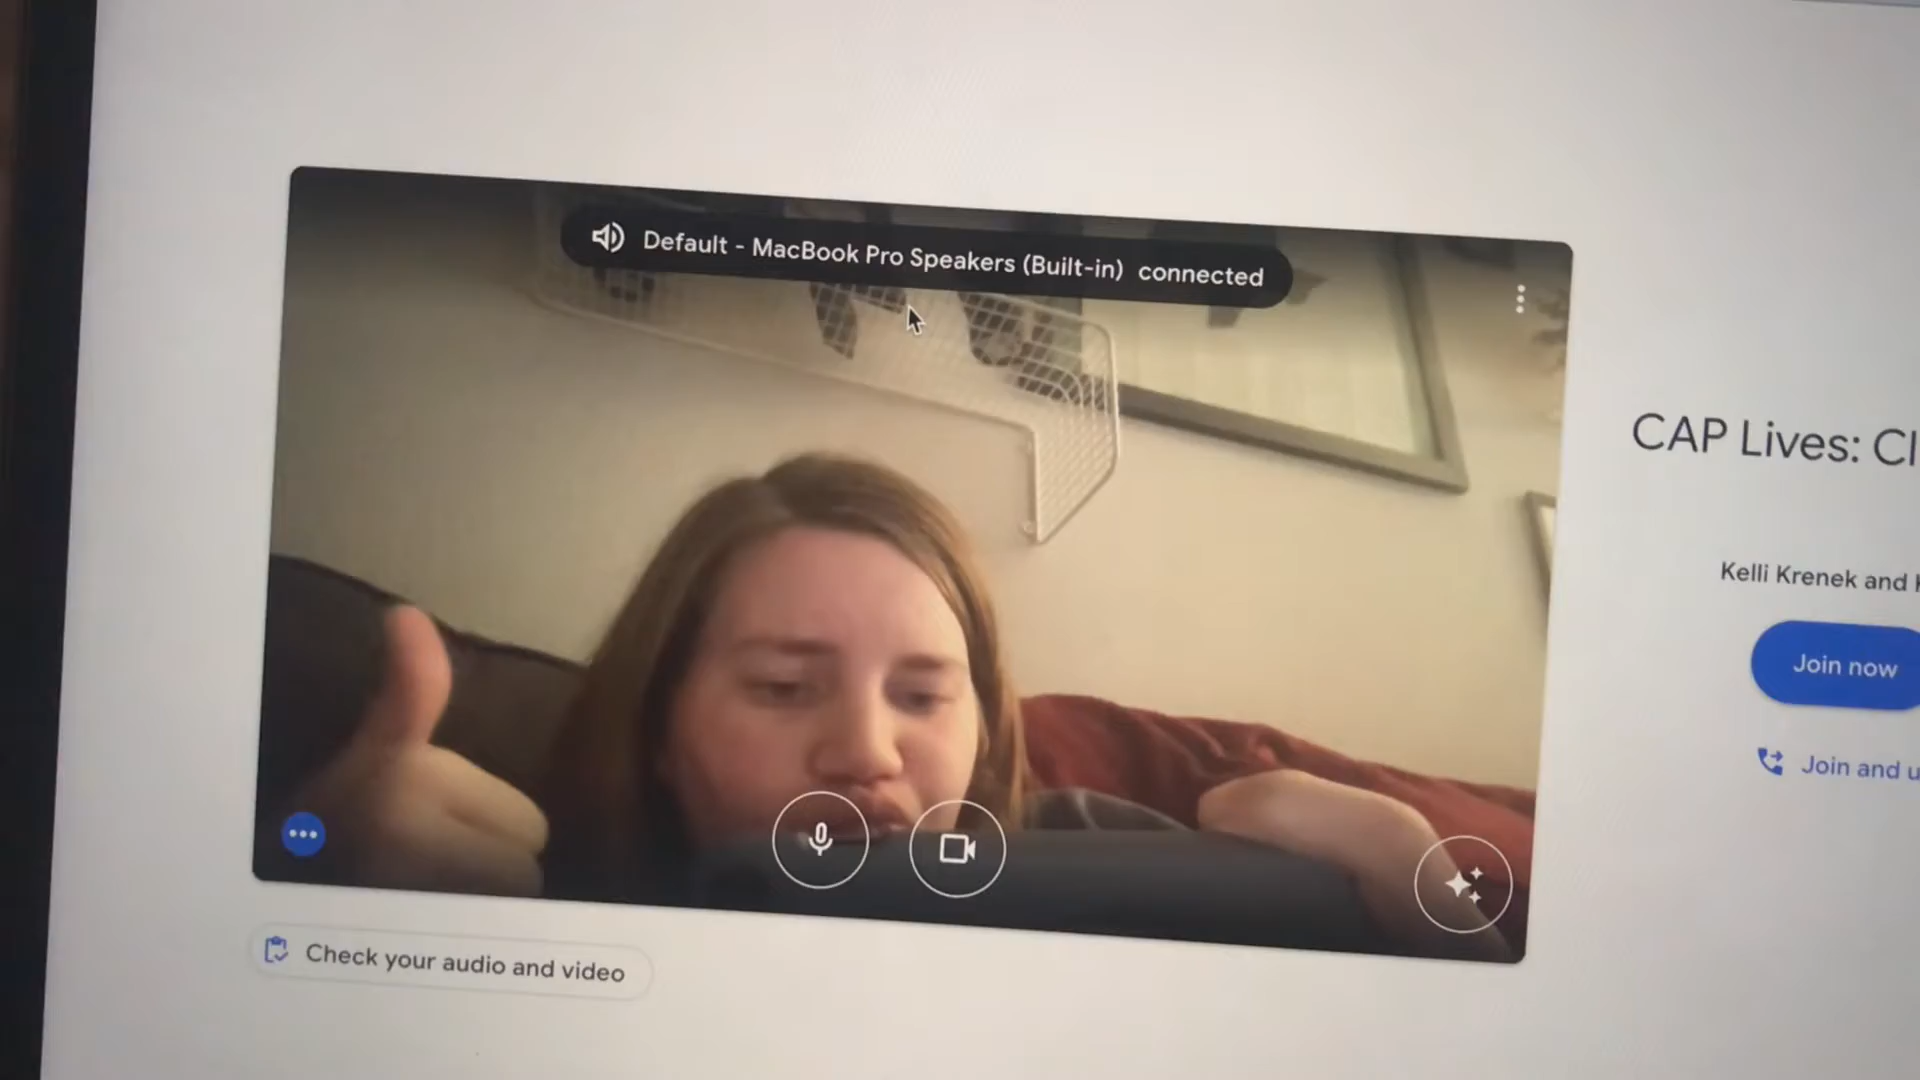 Default - MacBook Pro Speakers (Built-in) connected
CAP Lives: Cl
Kelli Krenek and
Join now
Join and u
Check your audio and video